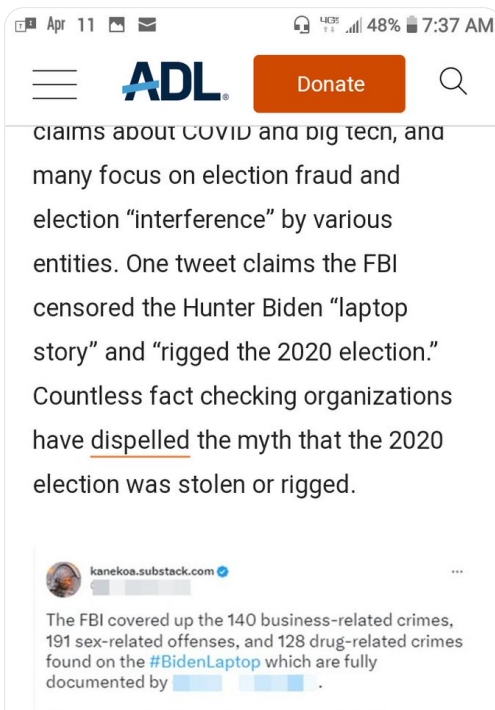 Apr 11 4G 48% 7:37 AM
ADL
Donate
claims about COVID and big tech, and
many focus on election fraud and
election “interference” by various
entities. One tweet claims the FBI
censored the Hunter Biden “laptop
story” and “rigged the 2020 election.”
Countless fact checking organizations
have dispelled the myth that the 2020
election was stolen or rigged.
kanekoa.substack.com
The FBI covered up the 140 business-related crimes,
191 sex-related offenses, and 128 drug-related crimes
found on the #BidenLaptop which are fully
documented by .